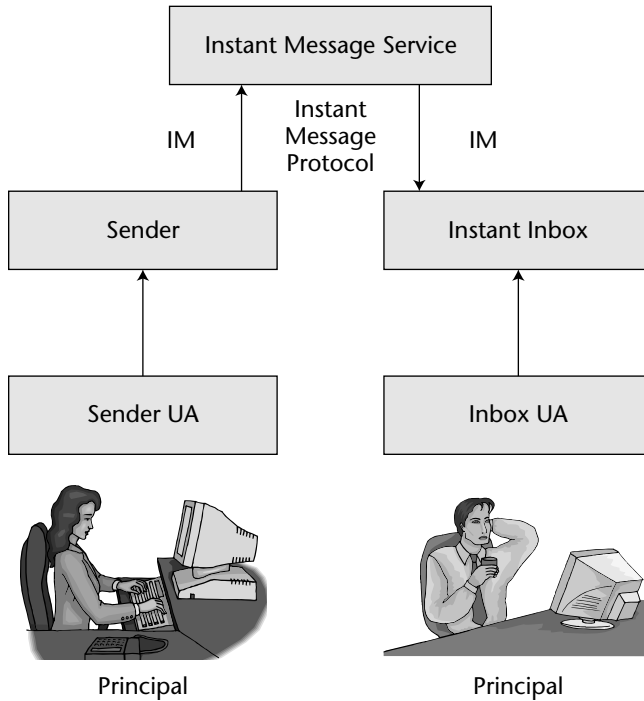 Instant Message Service
IM
Instant
Message
Protocol
IM
Sender
Instant Inbox
Sender UA
Inbox UA
Principal
Principal